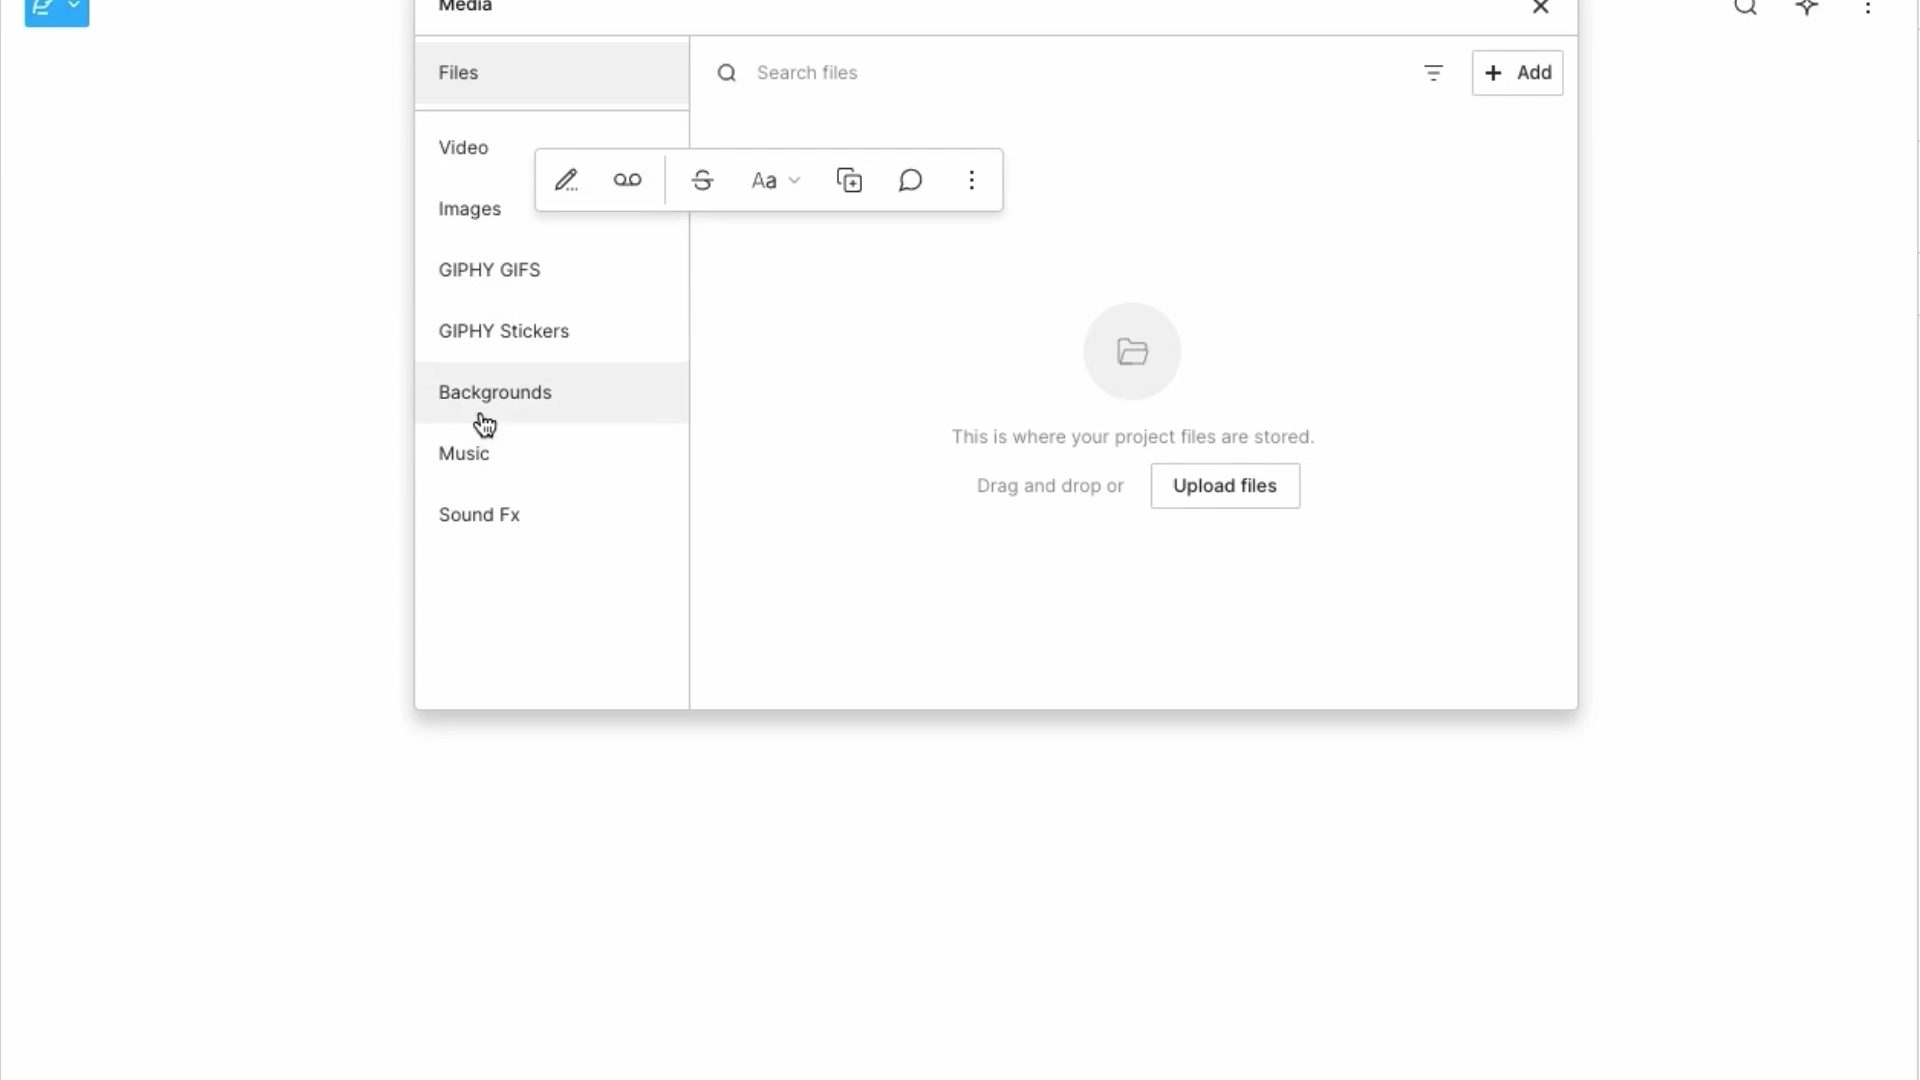 Media
Files
Search files
Add
Video
Aa
Images
GIPHY GIFS
GIPHY Stickers
Backgrounds
Music
Sound Fx
This is where your project files are stored.
Drag and drop or
Upload files